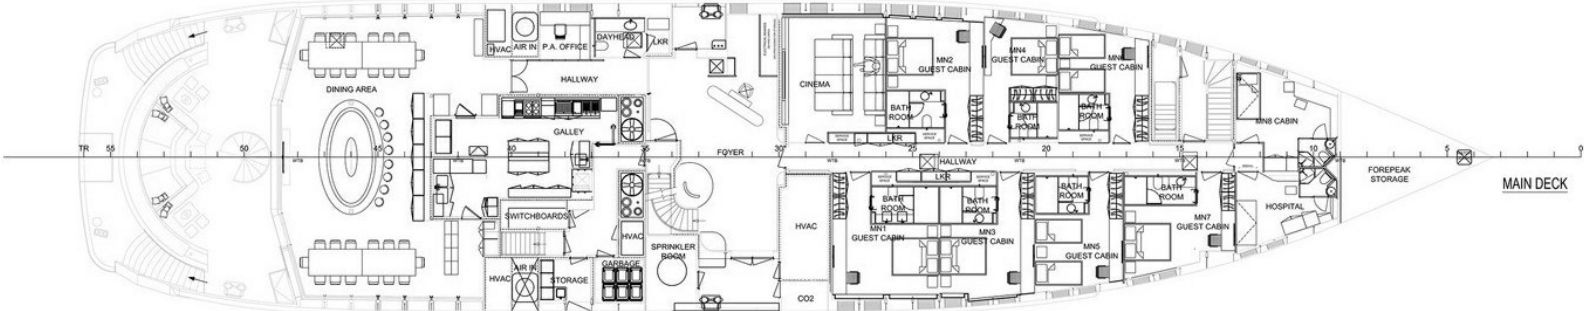 HVAC
AIR IN
P.A. OFFICE
DAYHEAD
LKR
HALLWAY
DINING AREA
GALLEY
SWITCHBOARDS
HVAC
AIR IN
STORAGE
HVAC
GARBAGE
SPRINKLER
ROOM
FOYER
CINEMA
MN2
GUEST CABIN
BATH
ROOM
LKR
MN4
GUEST CABIN
BATH
ROOM
GUEST CABIN
BATH
ROOM
MN8 CABIN
HALLWAY
LKR
HVAC
CO2
BATH
ROOM
MN1
GUEST CABIN
BATH
ROOM
MN3
GUEST CABIN
BATH
ROOM
MN5
GUEST CABIN
BATH
ROOM
MN7
GUEST CABIN
HOSPITAL
FOREPEAK
STORAGE
MAIN DECK
TR 55 50 45 40 35 30 25 20 15 10 5 0